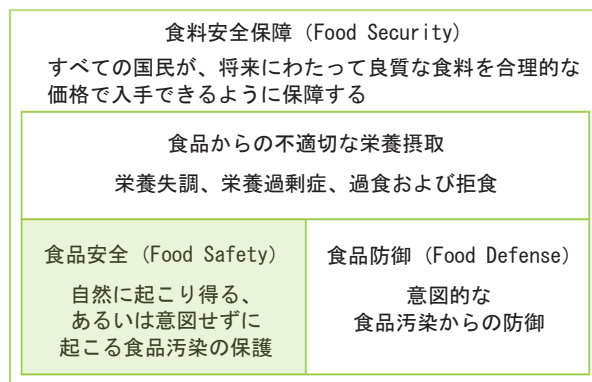 食料安全保障（Food Security）
すべての国民が、将来にわたって良質な食料を合理的な
価格で入手できるように保障する
食品からの不適切な栄養摂取
栄養失調、栄養過剰症、過食および拒食
食品安全（Food Safety）
自然に起こり得る、
あるいは意図せずに
起こる食品汚染の保護
食品防御（Food Defense）
意図的な
食品汚染からの防御